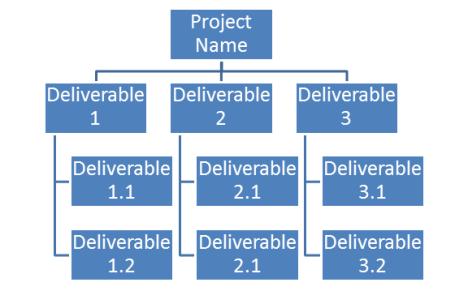 Project
Name
Deliverable
1
Deliverable
2
Deliverable
3
Deliverable
1.1
Deliverable
2.1
Deliverable
3.1
Deliverable
1.2
Deliverable
2.1
Deliverable
3.2